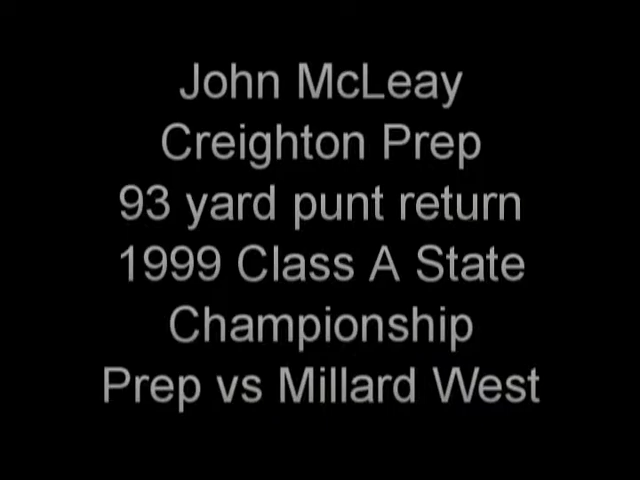 John McLeay
Creighton Prep
93 yard punt return
1999 Class A State
Championship
Prep vs Millard West